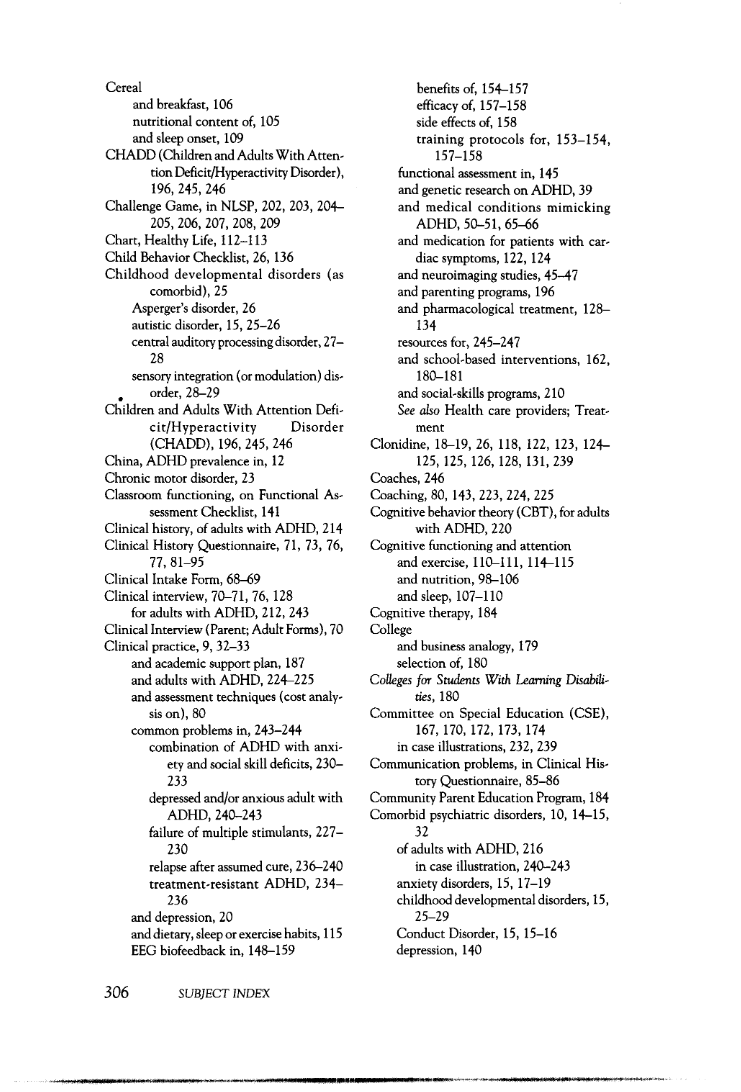 Cereal
and breakfast, 106
nutritional content of, 105
and sleep onset, 109
CHADD (Children and Adults With Atten-
tion Deficit/Hyperactivity Disorder),
196, 245, 246
Challenge Game, in NLSP, 202, 203, 204–
205, 206, 207, 208, 209
Chart, Healthy Life, 112–113
Child Behavior Checklist, 26, 136
Childhood developmental disorders (as
comorbid), 25
Asperger's disorder, 26
autistic disorder, 15, 25–26
central auditory processing disorder, 27–
28
sensory integration (or modulation) dis-
order, 28–29
Children and Adults With Attention Defi-
cit/Hyperactivity Disorder
(CHADD), 196, 245, 246
China, ADHD prevalence in, 12
Chronic motor disorder, 23
Classroom functioning, on Functional As-
sessment Checklist, 141
Clinical history, of adults with ADHD, 214
Clinical History Questionnaire, 71, 73, 76,
77, 81–95
Clinical Intake Form, 68–69
Clinical interview, 70–71, 76, 128
for adults with ADHD, 212, 243
Clinical Interview (Parent; Adult Forms), 70
Clinical practice, 9, 32–33
and academic support plan, 187
and adults with ADHD, 224–225
and assessment techniques (cost analy-
sis on), 80
common problems in, 243–244
combination of ADHD with anxi-
ety and social skill deficits, 230–
233
depressed and/or anxious adult with
ADHD, 240–243
failure of multiple stimulants, 227–
230
relapse after assumed cure, 236–240
treatment-resistant ADHD, 234–
236
and depression, 20
and dietary, sleep or exercise habits, 115
EEG biofeedback in, 148–159
benefits of, 154–157
efficacy of, 157–158
side effects of, 158
training protocols for, 153–154,
157–158
functional assessment in, 145
and genetic research on ADHD, 39
and medical conditions mimicking
ADHD, 50–51, 65–66
and medication for patients with car-
diac symptoms, 122, 124
and neuroimaging studies, 45–47
and parenting programs, 196
and pharmacological treatment, 128–
134
resources for, 245–247
and school-based interventions, 162,
180–181
and social-skills programs, 210
See also Health care providers; Treat-
ment
Clonidine, 18–19, 26, 118, 122, 123, 124–
125, 125, 126, 128, 131, 239
Coaches, 246
Coaching, 80, 143, 223, 224, 225
Cognitive behavior theory (CBT), for adults
with ADHD, 220
Cognitive functioning and attention
and exercise, 110–111, 114–115
and nutrition, 98–106
and sleep, 107–110
Cognitive therapy, 184
College
and business analogy, 179
selection of, 180
Colleges for Students With Learning Disabili-
ties, 180
Committee on Special Education (CSE),
167, 170, 172, 173, 174
in case illustrations, 232, 239
Communication problems, in Clinical His-
tory Questionnaire, 85–86
Community Parent Education Program, 184
Comorbid psychiatric disorders, 10, 14–15,
32
of adults with ADHD, 216
in case illustration, 240–243
anxiety disorders, 15, 17–19
childhood developmental disorders, 15,
25–29
Conduct Disorder, 15, 15–16
depression, 140
306 SUBJECT INDEX